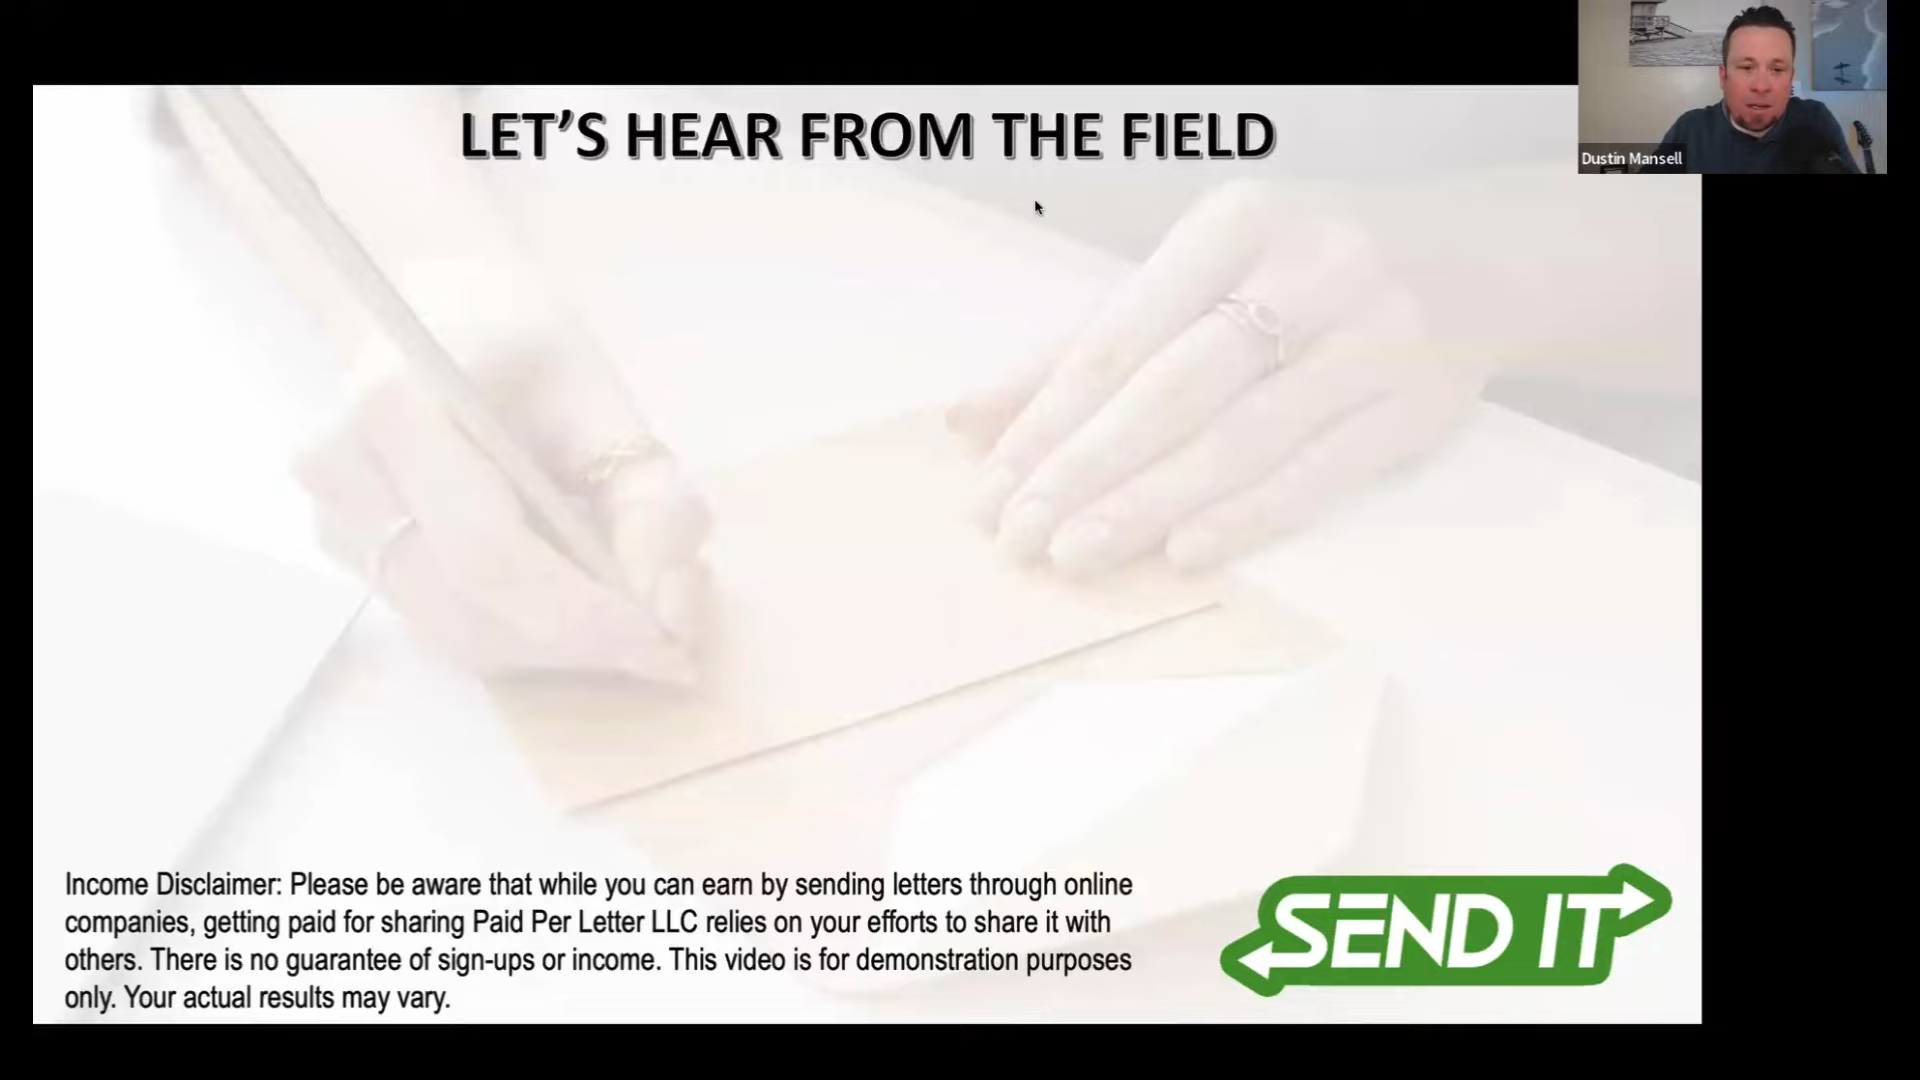 LET’S HEAR FROM THE FIELD
Dustin Mansell
Income Disclaimer: Please be aware that while you can earn by sending letters through online
companies, getting paid for sharing Paid Per Letter LLC relies on your efforts to share it with
others. There is no guarantee of sign-ups or income. This video is for demonstration purposes
only. Your actual results may vary.
SEND IT